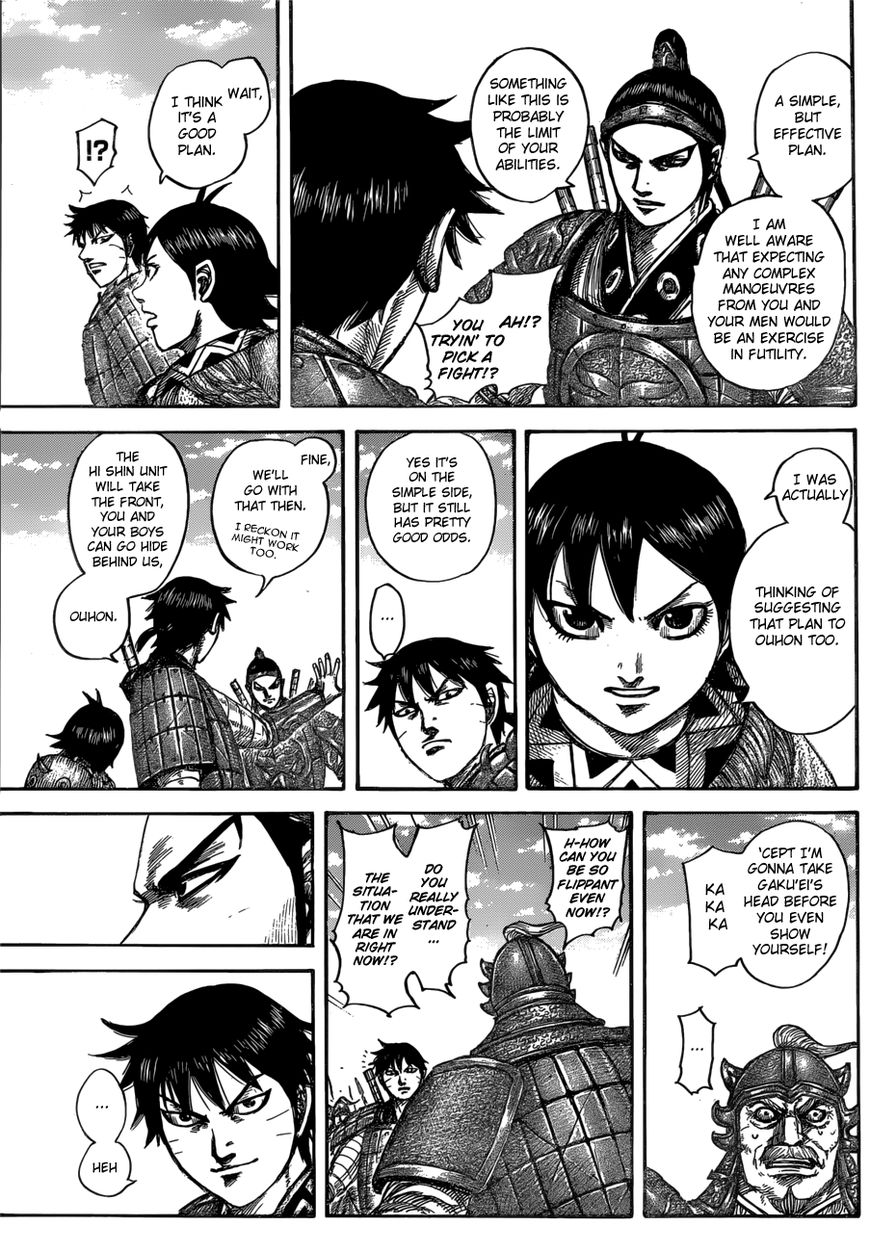 A SIMPLE,
BUT
EFFECTIVE
PLAN.
SOMETHING
LIKE THIS IS
PROBABLY
THE LIMIT
OF YOUR
ABILITIES.
I AM
WELL AWARE
THAT EXPECTING
ANY COMPLEX
MANOEUVRES
FROM YOU AND
YOUR MEN WOULD
BE AN EXERCISE
IN FUTILITY.
AH!?
YOU
TRYIN' TO
PICK A
FIGHT!?
WAIT,
I THINK
IT'S A
GOOD
PLAN.
!?
I WAS
ACTUALLY
THINKING OF
SUGGESTING
THAT PLAN TO
OUHON TOO.
YES IT'S
ON THE
SIMPLE SIDE,
BUT IT STILL
HAS PRETTY
GOOD ODDS.
...
FINE,
WE'LL
GO WITH
THAT THEN.
I RECKON IT
MIGHT WORK
TOO.
THE
HI SHIN UNIT
WILL TAKE
THE FRONT,
YOU AND
YOUR BOYS
CAN GO HIDE
BEHIND US,
OUHON.
'CEPT I'M
GONNA TAKE
GAKU'EI'S
HEAD BEFORE
YOU EVEN
SHOW
YOURSELF!
KA
KA
KA
...
H-HOW
CAN YOU
BE SO
FLIPPANT
EVEN
NOW!?
DO
YOU
REALLY
UNDER-
STAND
...
THE
SITUA-
TION
THAT WE
ARE IN
RIGHT
NOW!?
...
HEH